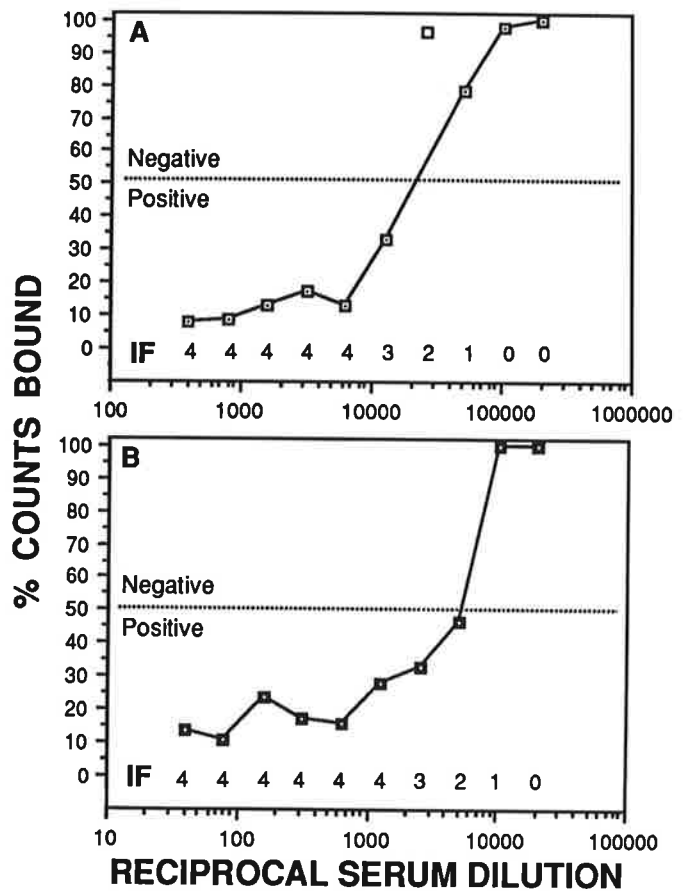 A
100
90
80
70
60
50
40
30
20
10
0
Negative
Positive
IF 4 4 4 4 4 3 2 1 0 0
100 1000 10000 100000 1000000
% COUNTS BOUND
B
100
90
80
70
60
50
40
30
20
10
0
Negative
Positive
IF 4 4 4 4 4 4 3 2 1 0
10 100 1000 10000 100000
RECIPROCAL SERUM DILUTION